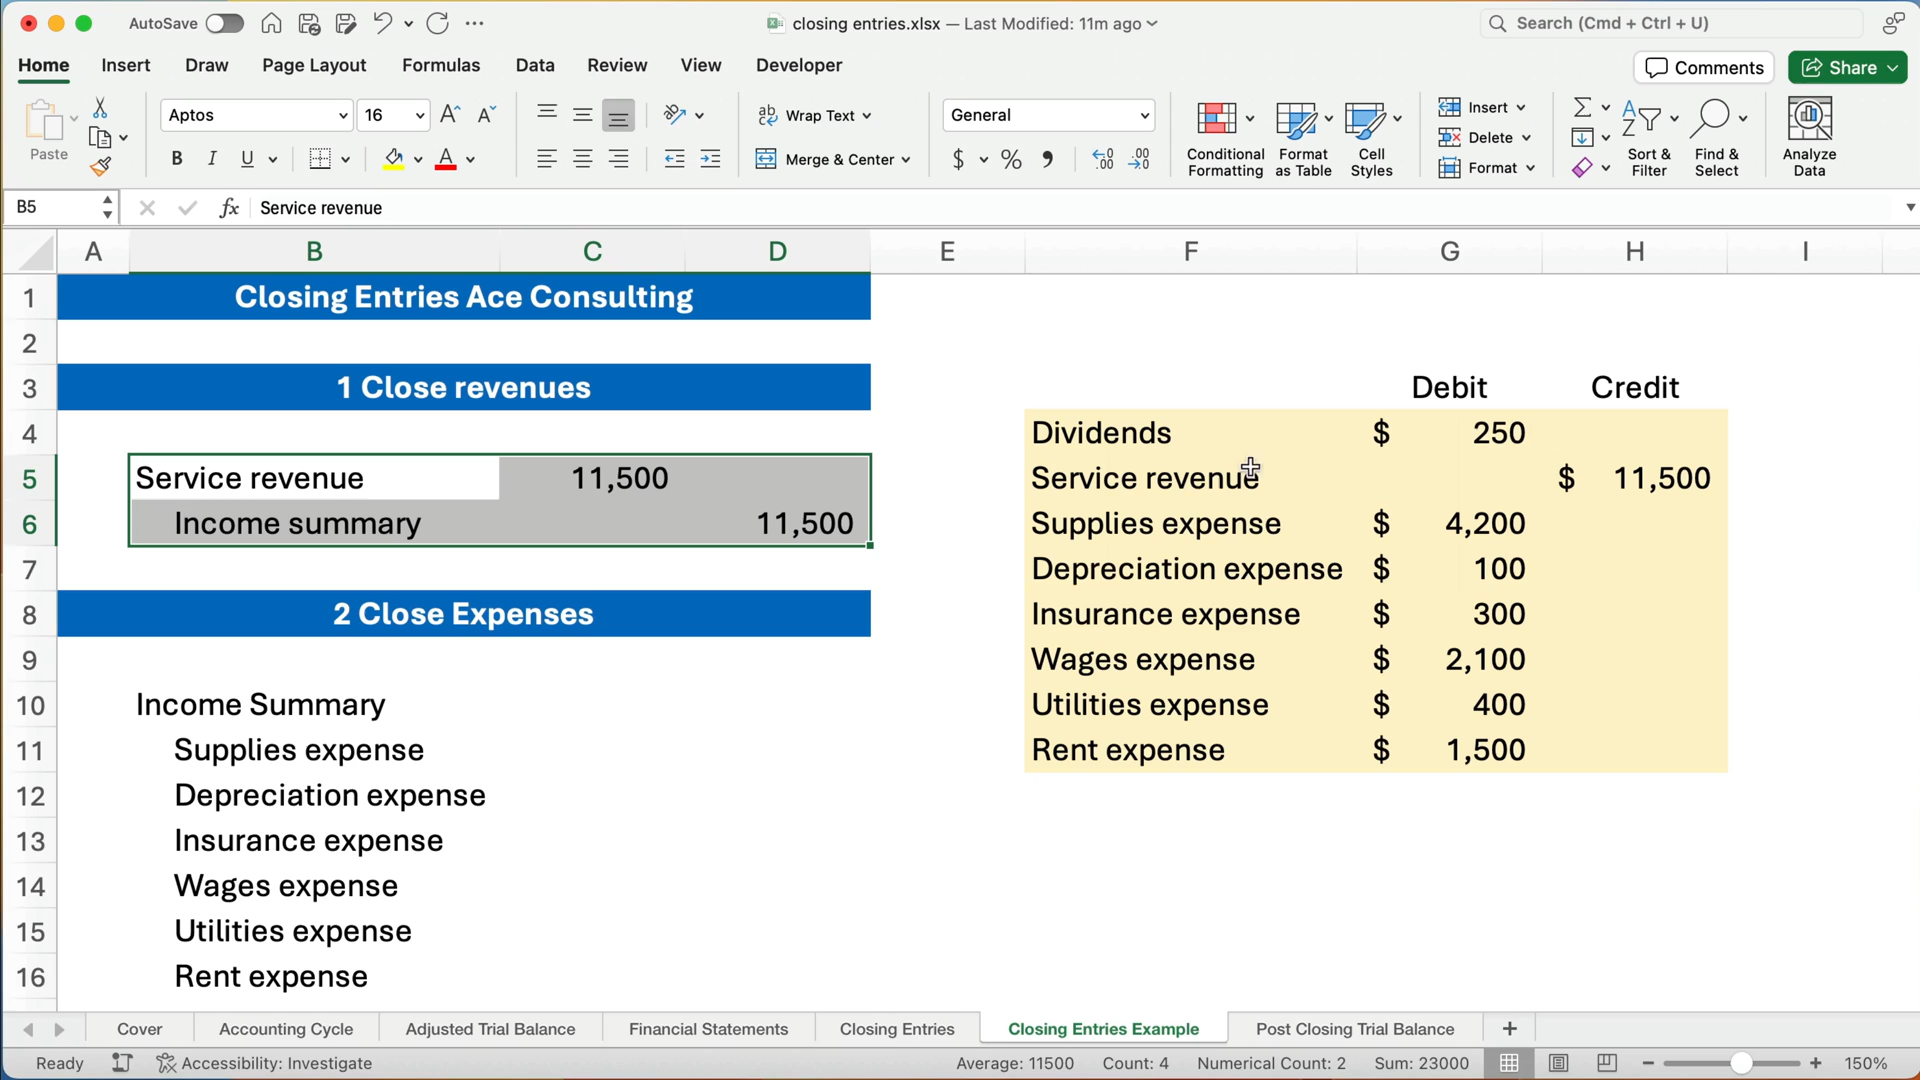 AutoSave
closing entries.xlsx — Last Modified: 11m ago
Search (Cmd + Ctrl + U)
Home Insert Draw Page Layout Formulas Data Review View Developer
Comments
Share
Paste
Aptos
16
Wrap Text
Merge & Center
General
Conditional Formatting
Format as Table
Cell Styles
Insert
Delete
Format
Sort & Filter
Find & Select
Analyze Data
B5
fx Service revenue
A B C D E F G H I
1 Closing Entries Ace Consulting
2
3 1 Close revenues Debit Credit
4 Dividends $ 250
5 Service revenue 11,500 Service revenue $ 11,500
6 Income summary 11,500 Supplies expense $ 4,200
7 Depreciation expense $ 100
8 2 Close Expenses Insurance expense $ 300
9 Wages expense $ 2,100
10 Income Summary Utilities expense $ 400
11 Supplies expense Rent expense $ 1,500
12 Depreciation expense
13 Insurance expense
14 Wages expense
15 Utilities expense
16 Rent expense
Cover Accounting Cycle Adjusted Trial Balance Financial Statements Closing Entries Closing Entries Example Post Closing Trial Balance
Ready Accessibility: Investigate Average: 11500 Count: 4 Numerical Count: 2 Sum: 23000 150%